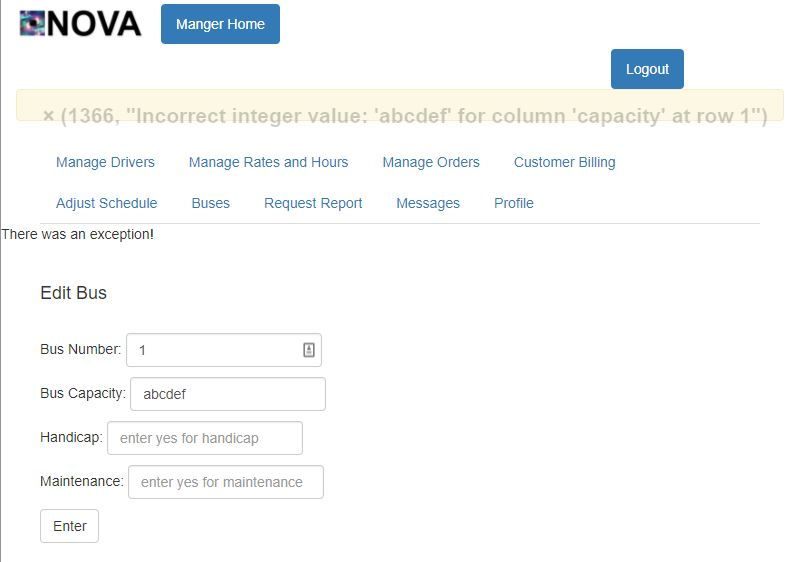 NOVA Manger Home
Logout
× (1366, "Incorrect integer value: 'abcdef' for column 'capacity' at row 1")
Manage Drivers Manage Rates and Hours Manage Orders Customer Billing
Adjust Schedule Buses Request Report Messages Profile
There was an exception!
Edit Bus
Bus Number: 1
Bus Capacity: abcdef
Handicap: enter yes for handicap
Maintenance: enter yes for maintenance
Enter